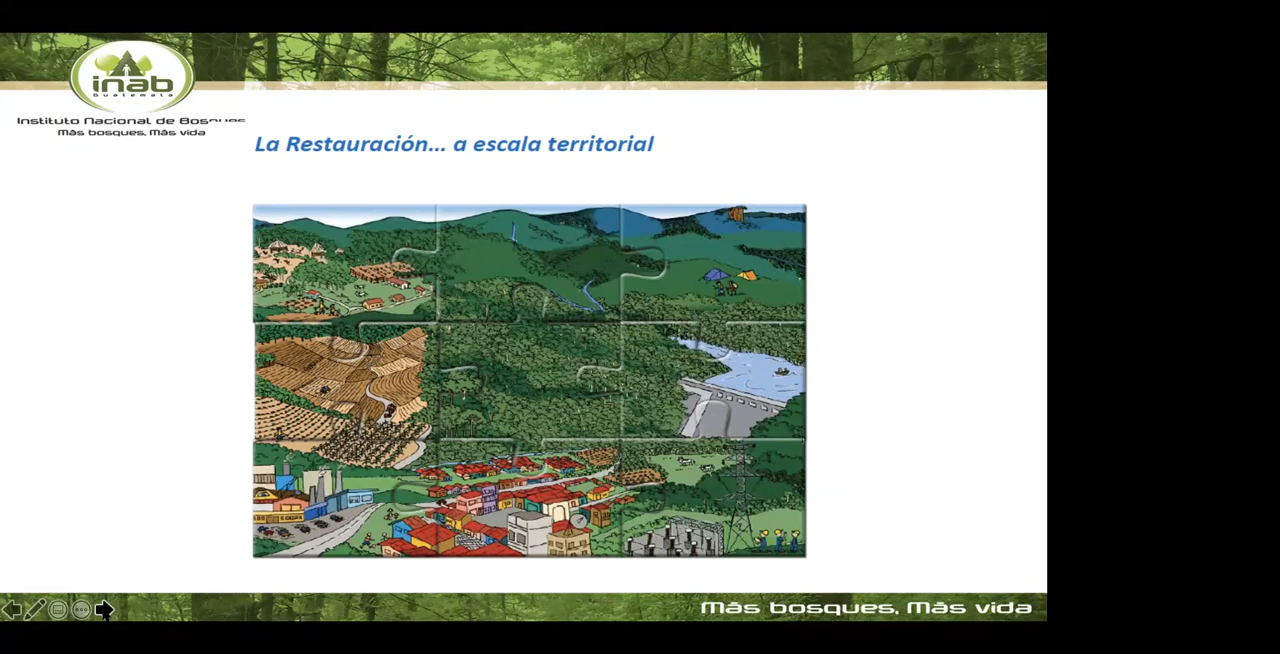 inab
Guatemala
Instituto Nacional de Bosques
Más bosques, Más vida
La Restauración... a escala territorial
Más bosques, Más vida